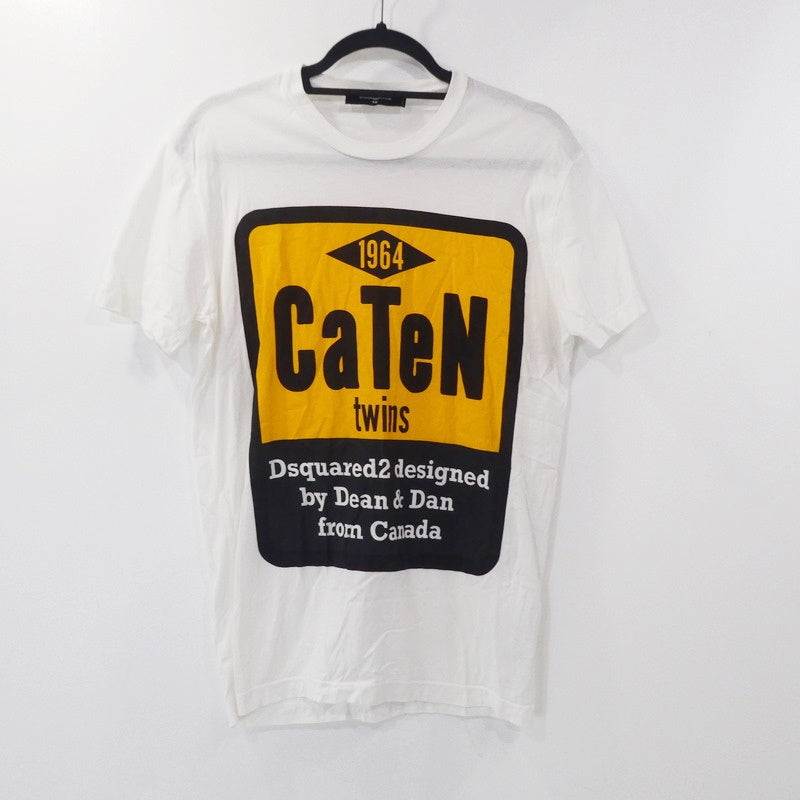 1964
CaTeN
twins
Dsquared2 designed
by Dean & Dan
from Canada